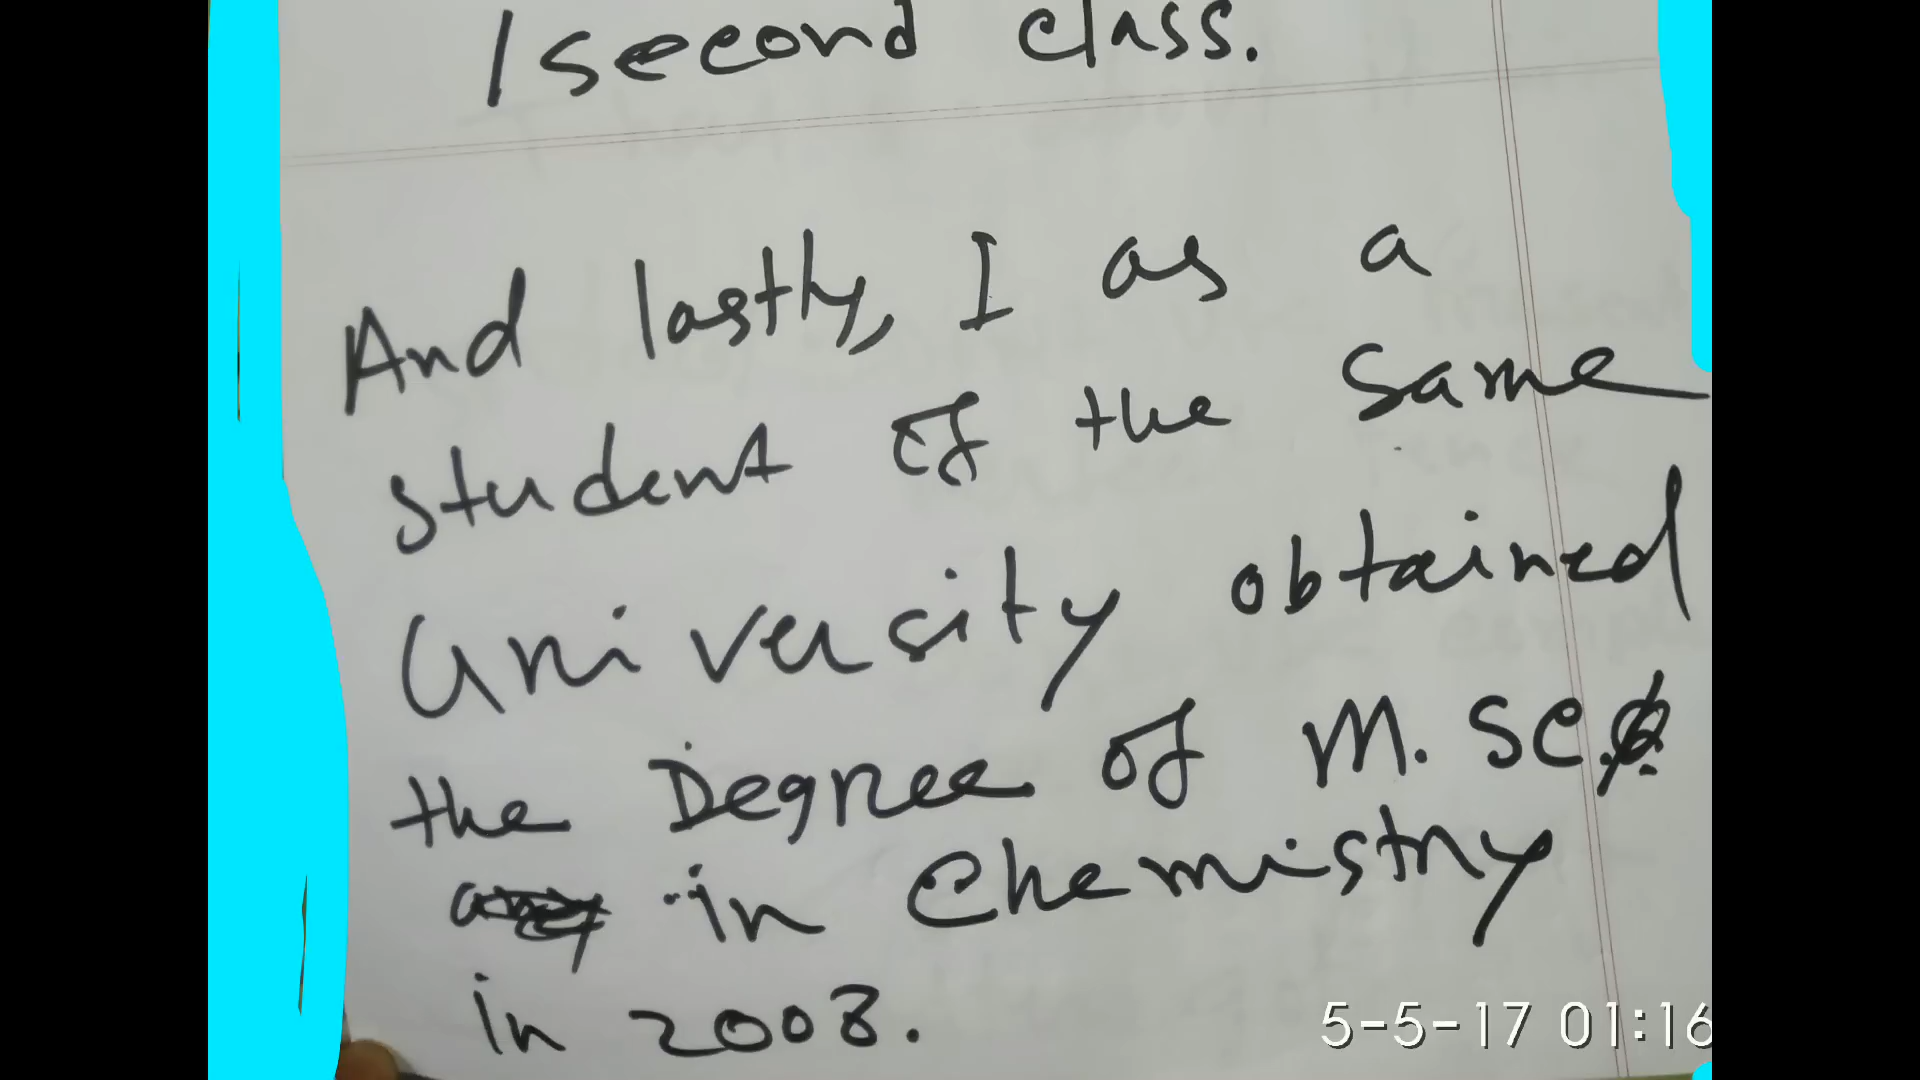 / second class.
And lastly, I as a
student of the same
University obtained
the Degree of M. Sc.
in Chemistry
in 2008.
5-5-17 01:16